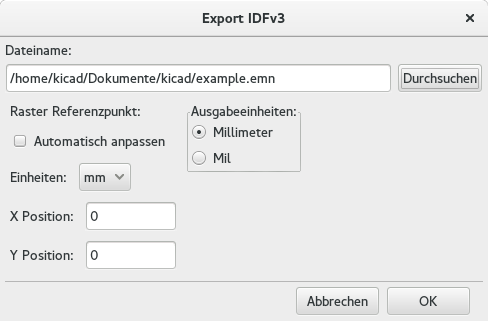 Export IDFv3
Dateiname:
/home/kicad/Dokumente/kicad/example.emn
Durchsuchen
Raster Referenzpunkt:
Ausgabeeinheiten:
Automatisch anpassen
Millimeter
Mil
Einheiten:
mm
X Position:
0
Y Position:
0
Abbrechen
OK